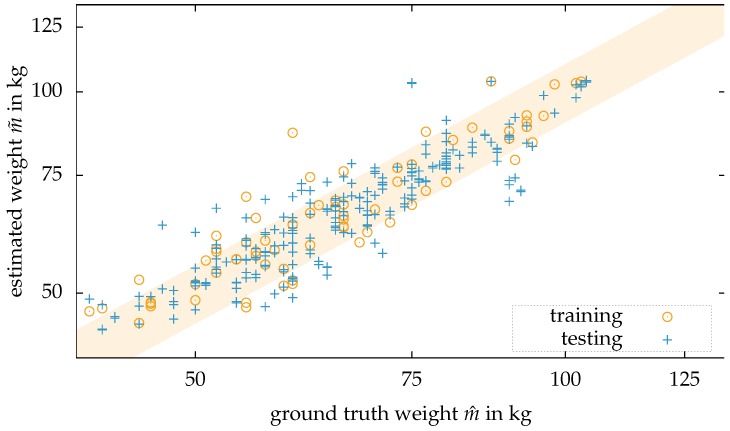 125
100
75
50
estimated weight m̃ in kg
training
testing
50
75
100
125
ground truth weight m̂ in kg